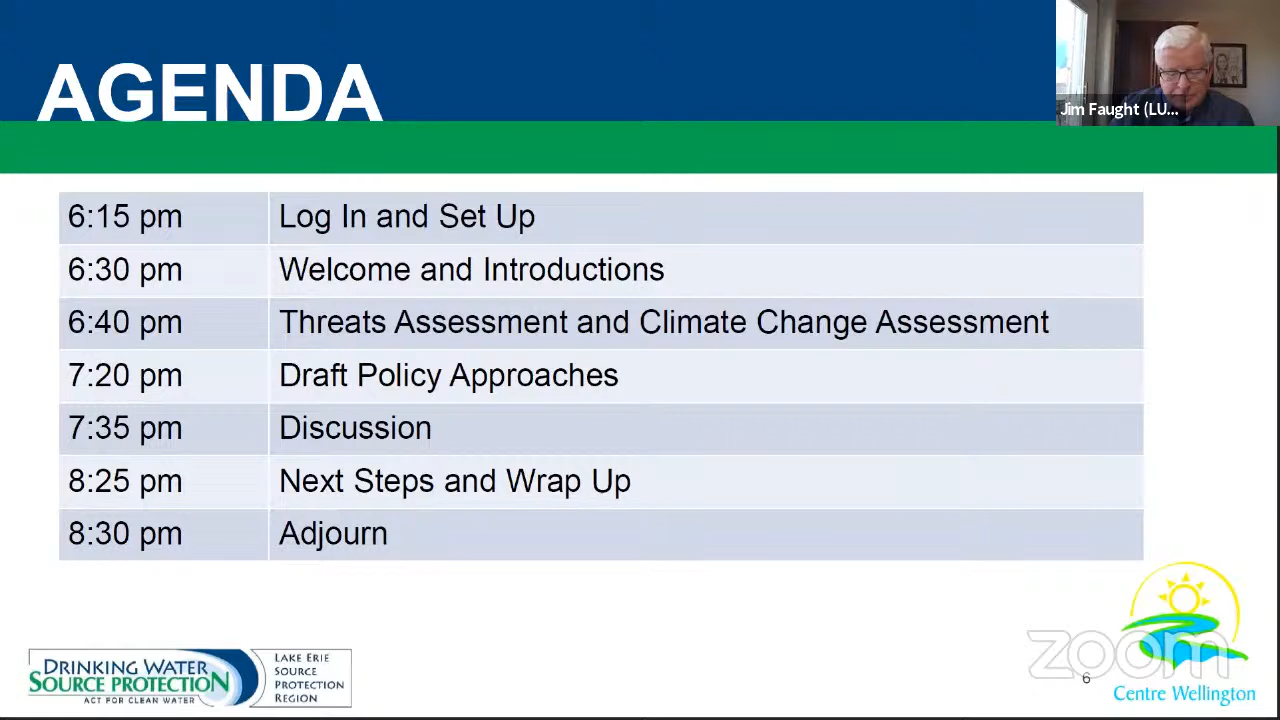 AGENDA
Jim Faught (LU...
6:15 pm Log In and Set Up
6:30 pm Welcome and Introductions
6:40 pm Threats Assessment and Climate Change Assessment
7:20 pm Draft Policy Approaches
7:35 pm Discussion
8:25 pm Next Steps and Wrap Up
8:30 pm Adjourn
DRINKING WATER
SOURCE PROTECTION
ACT FOR CLEAN WATER
LAKE ERIE
SOURCE
PROTECTION
REGION
zoom
6
Centre Wellington